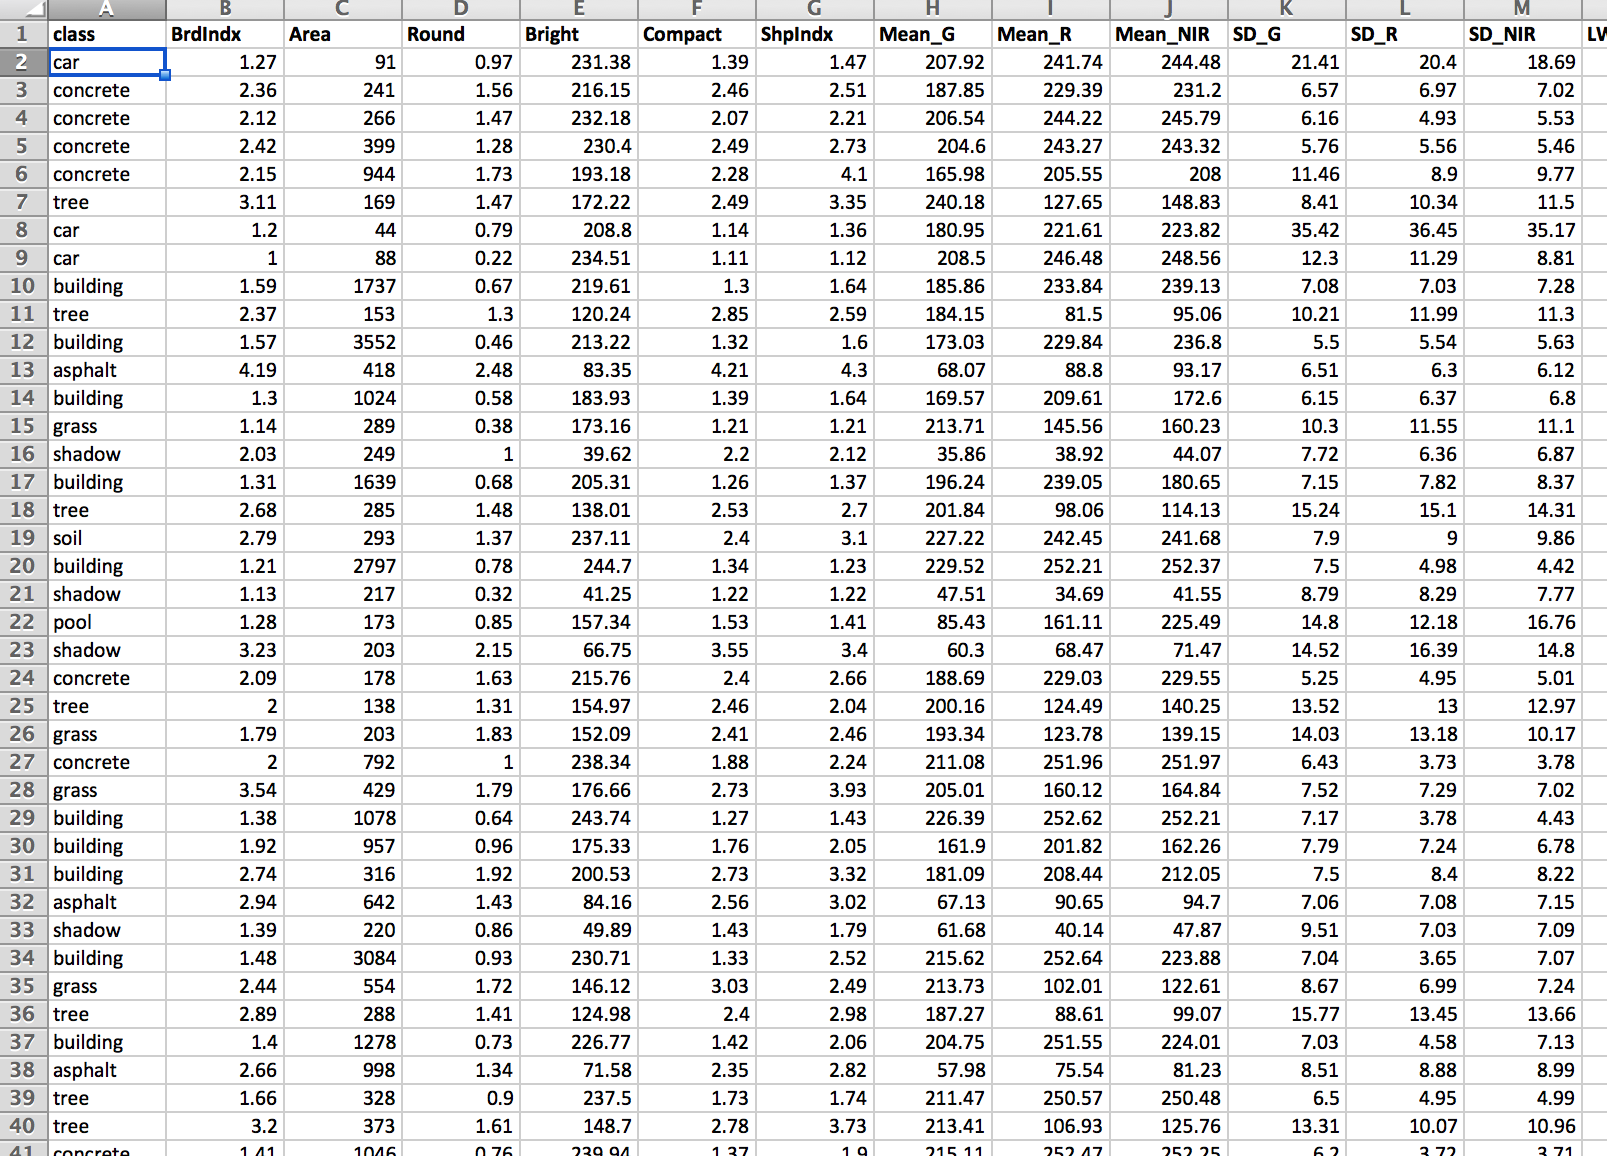 A B C D E F G H I J K L M
1 class BrdIndx Area Round Bright Compact ShpIndx Mean_G Mean_R Mean_NIR SD_G SD_R SD_NIR
2 car 1.27 91 0.97 231.38 1.39 1.47 207.92 241.74 244.48 21.41 20.4 18.69
3 concrete 2.36 241 1.56 216.15 2.46 2.51 187.85 229.39 231.2 6.57 6.97 7.02
4 concrete 2.12 266 1.47 232.18 2.07 2.21 206.54 244.22 245.79 6.16 4.93 5.53
5 concrete 2.42 399 1.28 230.4 2.49 2.73 204.6 243.27 243.32 5.76 5.56 5.46
6 concrete 2.15 944 1.73 193.18 2.28 4.1 165.98 205.55 208 11.46 8.9 9.77
7 tree 3.11 169 1.47 172.22 2.49 3.35 240.18 127.65 148.83 8.41 10.34 11.5
8 car 1.2 44 0.79 208.8 1.14 1.36 180.95 221.61 223.82 35.42 36.45 35.17
9 car 1 88 0.22 234.51 1.11 1.12 208.5 246.48 248.56 12.3 11.29 8.81
10 building 1.59 1737 0.67 219.61 1.3 1.64 185.86 233.84 239.13 7.08 7.03 7.28
11 tree 2.37 153 1.3 120.24 2.85 2.59 184.15 81.5 95.06 10.21 11.99 11.3
12 building 1.57 3552 0.46 213.22 1.32 1.6 173.03 229.84 236.8 5.5 5.54 5.63
13 asphalt 4.19 418 2.48 83.35 4.21 4.3 68.07 88.8 93.17 6.51 6.3 6.12
14 building 1.3 1024 0.58 183.93 1.39 1.64 169.57 209.61 172.6 6.15 6.37 6.8
15 grass 1.14 289 0.38 173.16 1.21 1.21 213.71 145.56 160.23 10.3 11.55 11.1
16 shadow 2.03 249 1 39.62 2.2 2.12 35.86 38.92 44.07 7.72 6.36 6.87
17 building 1.31 1639 0.68 205.31 1.26 1.37 196.24 239.05 180.65 7.15 7.82 8.37
18 tree 2.68 285 1.48 138.01 2.53 2.7 201.84 98.06 114.13 15.24 15.1 14.31
19 soil 2.79 293 1.37 237.11 2.4 3.1 227.22 242.45 241.68 7.9 9 9.86
20 building 1.21 2797 0.78 244.7 1.34 1.23 229.52 252.21 252.37 7.5 4.98 4.42
21 shadow 1.13 217 0.32 41.25 1.22 1.22 47.51 34.69 41.55 8.79 8.29 7.77
22 pool 1.28 173 0.85 157.34 1.53 1.41 85.43 161.11 225.49 14.8 12.18 16.76
23 shadow 3.23 203 2.15 66.75 3.55 3.4 60.3 68.47 71.47 14.52 16.39 14.8
24 concrete 2.09 178 1.63 215.76 2.4 2.66 188.69 229.03 229.55 5.25 4.95 5.01
25 tree 2 138 1.31 154.97 2.46 2.04 200.16 124.49 140.25 13.52 13 12.97
26 grass 1.79 203 1.83 152.09 2.41 2.46 193.34 123.78 139.15 14.03 13.18 10.17
27 concrete 2 792 1 238.34 1.88 2.24 211.08 251.96 251.97 6.43 3.73 3.78
28 grass 3.54 429 1.79 176.66 2.73 3.93 205.01 160.12 164.84 7.52 7.29 7.02
29 building 1.38 1078 0.64 243.74 1.27 1.43 226.39 252.62 252.21 7.17 3.78 4.43
30 building 1.92 957 0.96 175.33 1.76 2.05 161.9 201.82 162.26 7.79 7.24 6.78
31 building 2.74 316 1.92 200.53 2.73 3.32 181.09 208.44 212.05 7.5 8.4 8.22
32 asphalt 2.94 642 1.43 84.16 2.56 3.02 67.13 90.65 94.7 7.06 7.08 7.15
33 shadow 1.39 220 0.86 49.89 1.43 1.79 61.68 40.14 47.87 9.51 7.03 7.09
34 building 1.48 3084 0.93 230.71 1.33 2.52 215.62 252.64 223.88 7.04 3.65 7.07
35 grass 2.44 554 1.72 146.12 3.03 2.49 213.73 102.01 122.61 8.67 6.99 7.24
36 tree 2.89 288 1.41 124.98 2.4 2.98 187.27 88.61 99.07 15.77 13.45 13.66
37 building 1.4 1278 0.73 226.77 1.42 2.06 204.75 251.55 224.01 7.03 4.58 7.13
38 asphalt 2.66 998 1.34 71.58 2.35 2.82 57.98 75.54 81.23 8.51 8.88 8.99
39 tree 1.66 328 0.9 237.5 1.73 1.74 211.47 250.57 250.48 6.5 4.95 4.99
40 tree 3.2 373 1.61 148.7 2.78 3.73 213.41 106.93 125.76 13.31 10.07 10.96
41 concrete 1.41 1046 0.76 239.94 1.37 1.9 215.11 252.47 252.25 6.2 3.72 3.71